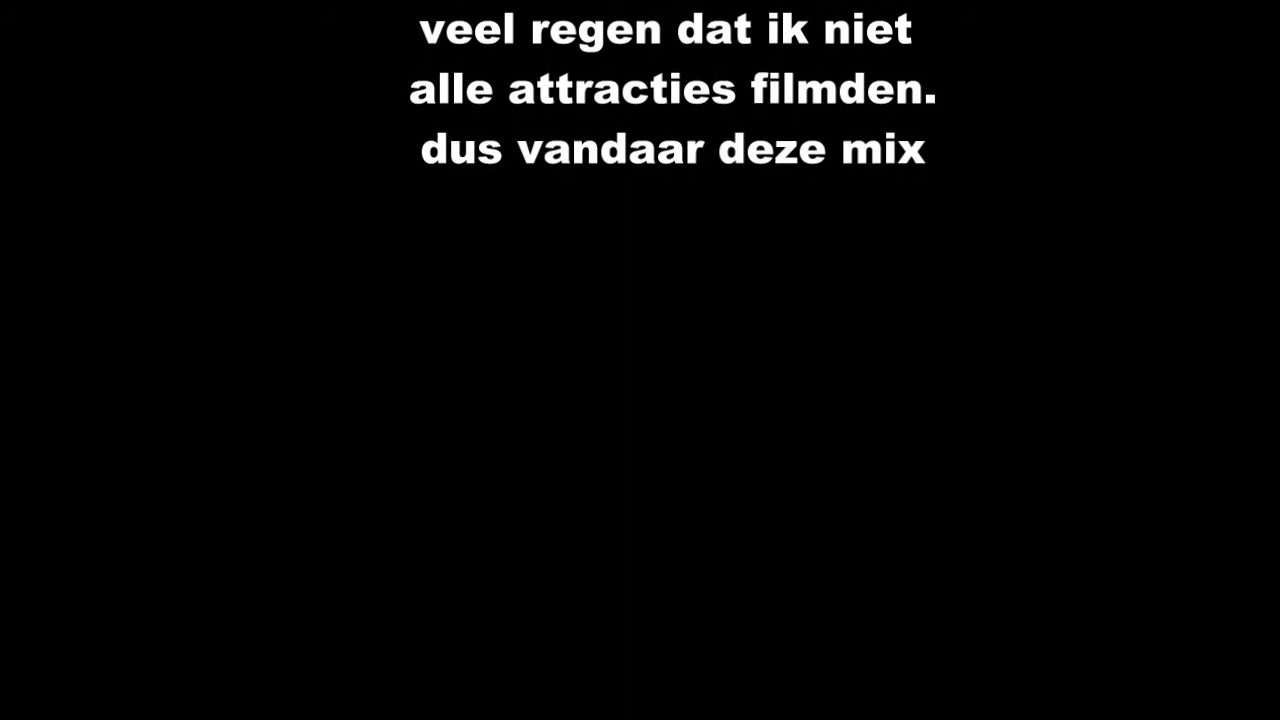 veel regen dat ik niet
alle attracties filmden.
dus vandaar deze mix